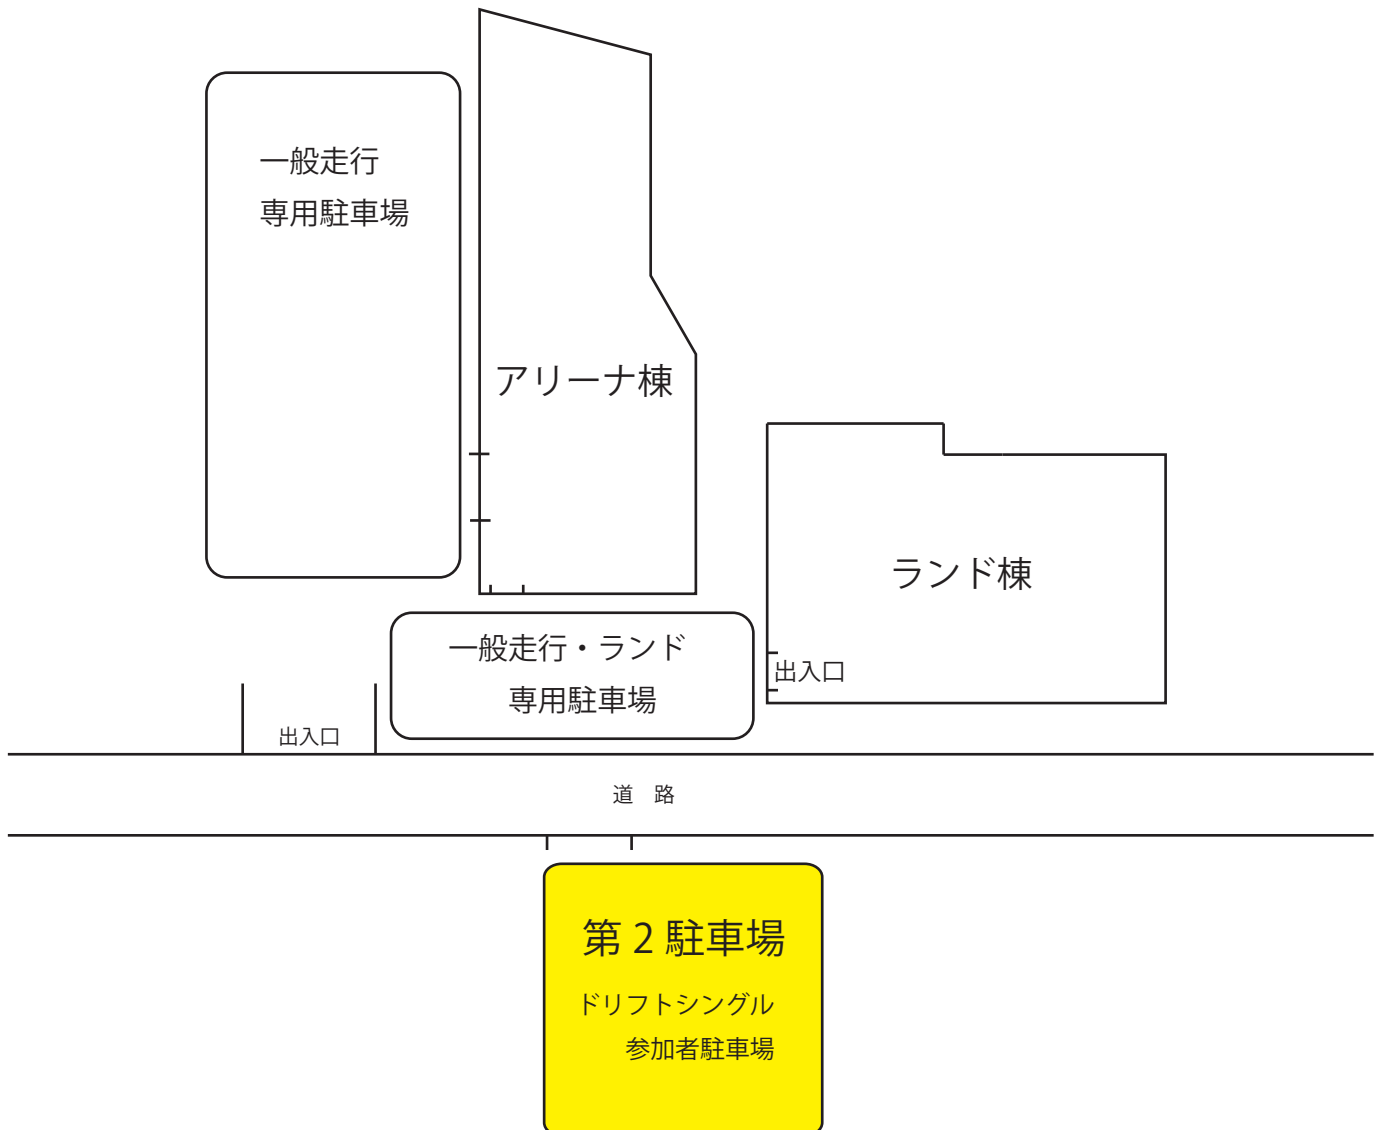 一般走行
専用駐車場
アリーナ棟
ランド棟
一般走行・ランド
専用駐車場
出入口
出入口
道　路
第 2 駐車場
ドリフトシングル
参加者駐車場